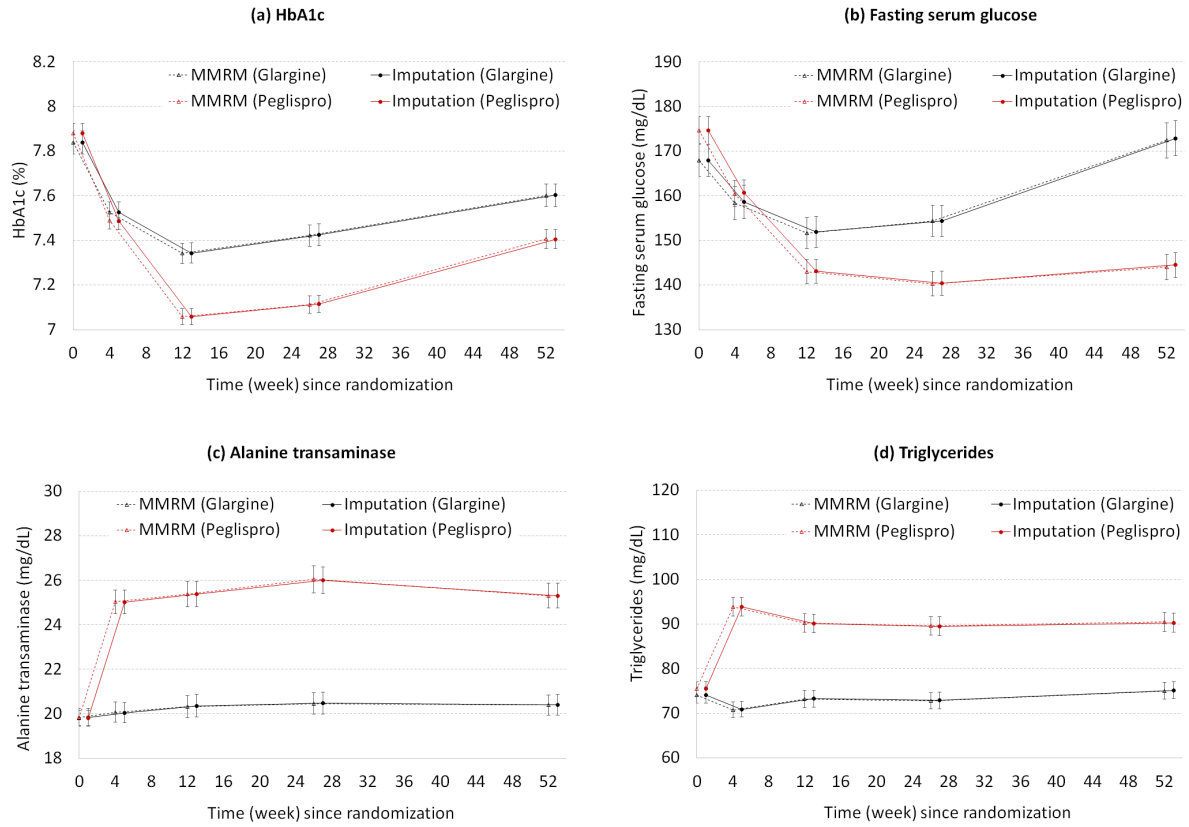 (a) HbA1c
8.2
8
7.8
7.6
7.4
7.2
7
HbA1c (%)
MMRM (Glargine)
Imputation (Glargine)
MMRM (Peglispro)
Imputation (Peglispro)
0 4 8 12 16 20 24 28 32 36 40 44 48 52
Time (week) since randomization
(b) Fasting serum glucose
190
180
170
160
150
140
130
Fasting serum glucose (mg/dL)
MMRM (Glargine)
Imputation (Glargine)
MMRM (Peglispro)
Imputation (Peglispro)
0 4 8 12 16 20 24 28 32 36 40 44 48 52
Time (week) since randomization
(c) Alanine transaminase
30
28
26
24
22
20
18
Alanine transaminase (mg/dL)
MMRM (Glargine)
Imputation (Glargine)
MMRM (Peglispro)
Imputation (Peglispro)
0 4 8 12 16 20 24 28 32 36 40 44 48 52
Time (week) since randomization
(d) Triglycerides
120
110
100
90
80
70
60
Triglycerides (mg/dL)
MMRM (Glargine)
Imputation (Glargine)
MMRM (Peglispro)
Imputation (Peglispro)
0 4 8 12 16 20 24 28 32 36 40 44 48 52
Time (week) since randomization